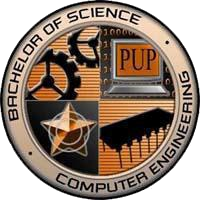 BACHELOR OF SCIENCE
PUP
COMPUTER ENGINEERING